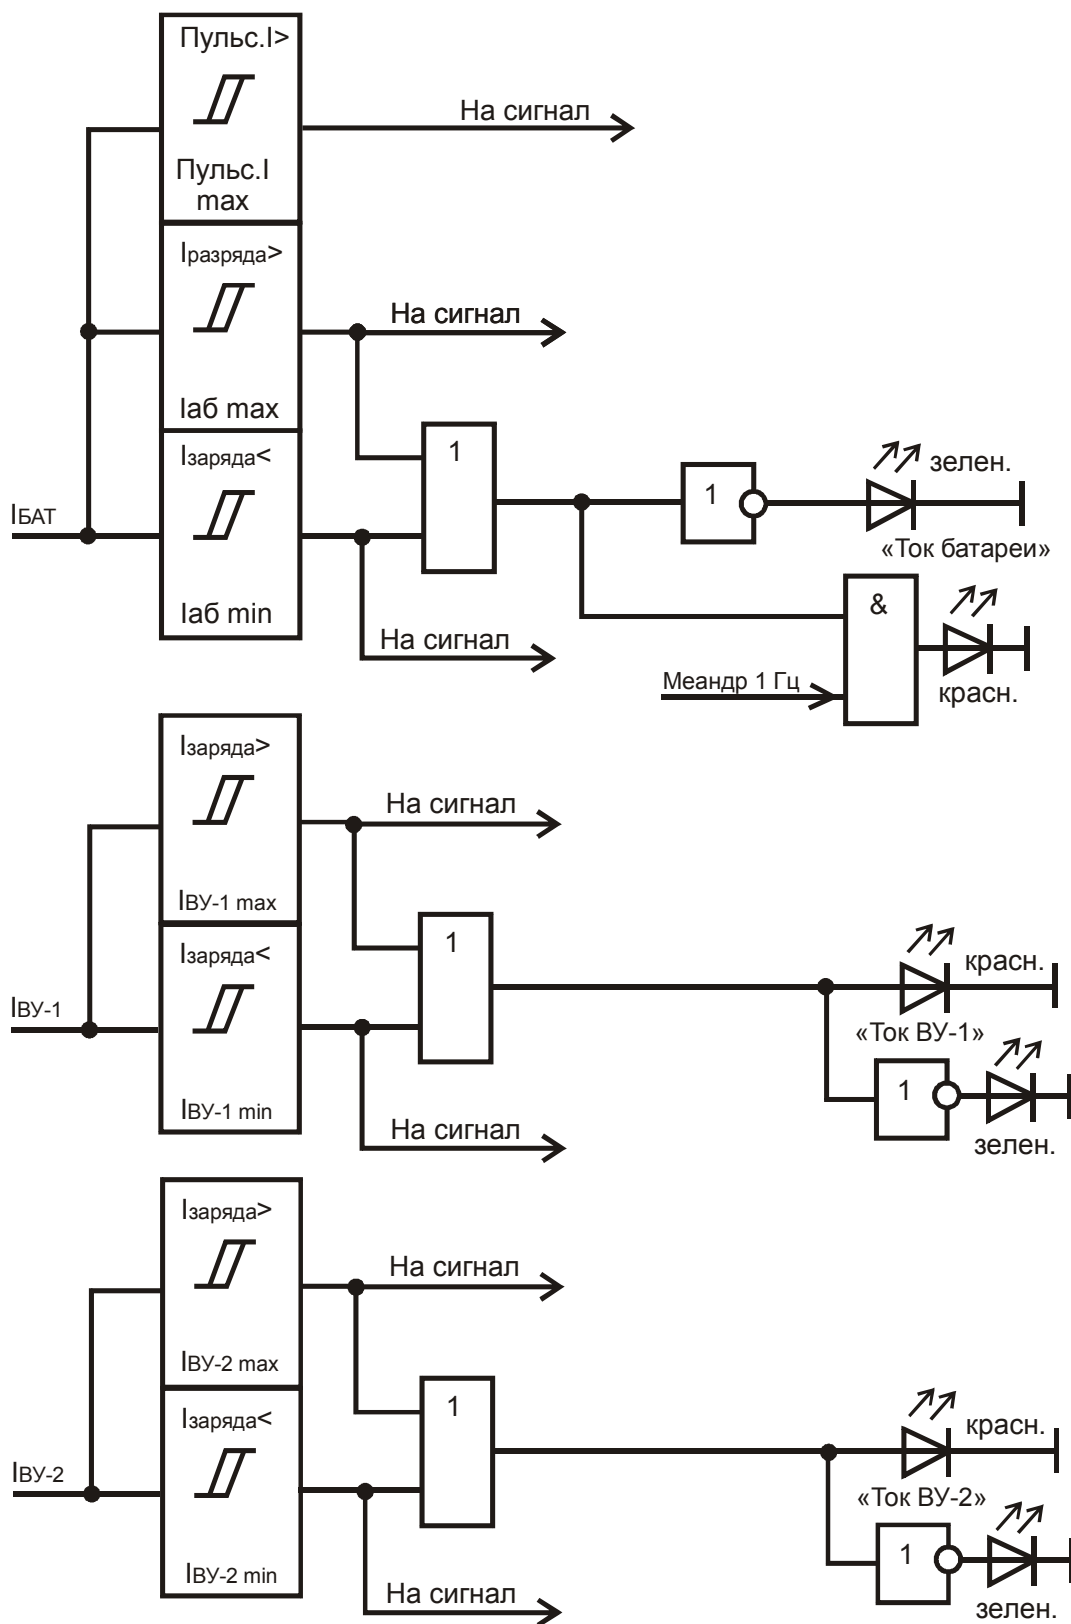 Пульс.I>
На сигнал
Пульс.I
max
Iразряда>
На сигнал
Iаб max
Iзаряда<
1
1
зелен.
IБАТ
«Ток батареи»
Iаб min
&
На сигнал
Меандр 1 Гц
красн.
Iзаряда>
На сигнал
IВУ-1 max
Iзаряда<
1
красн.
IВУ-1
«Ток ВУ-1»
1
IВУ-1 min
На сигнал
зелен.
Iзаряда>
На сигнал
IВУ-2 max
Iзаряда<
1
красн.
IВУ-2
«Ток ВУ-2»
1
IВУ-2 min
На сигнал
зелен.